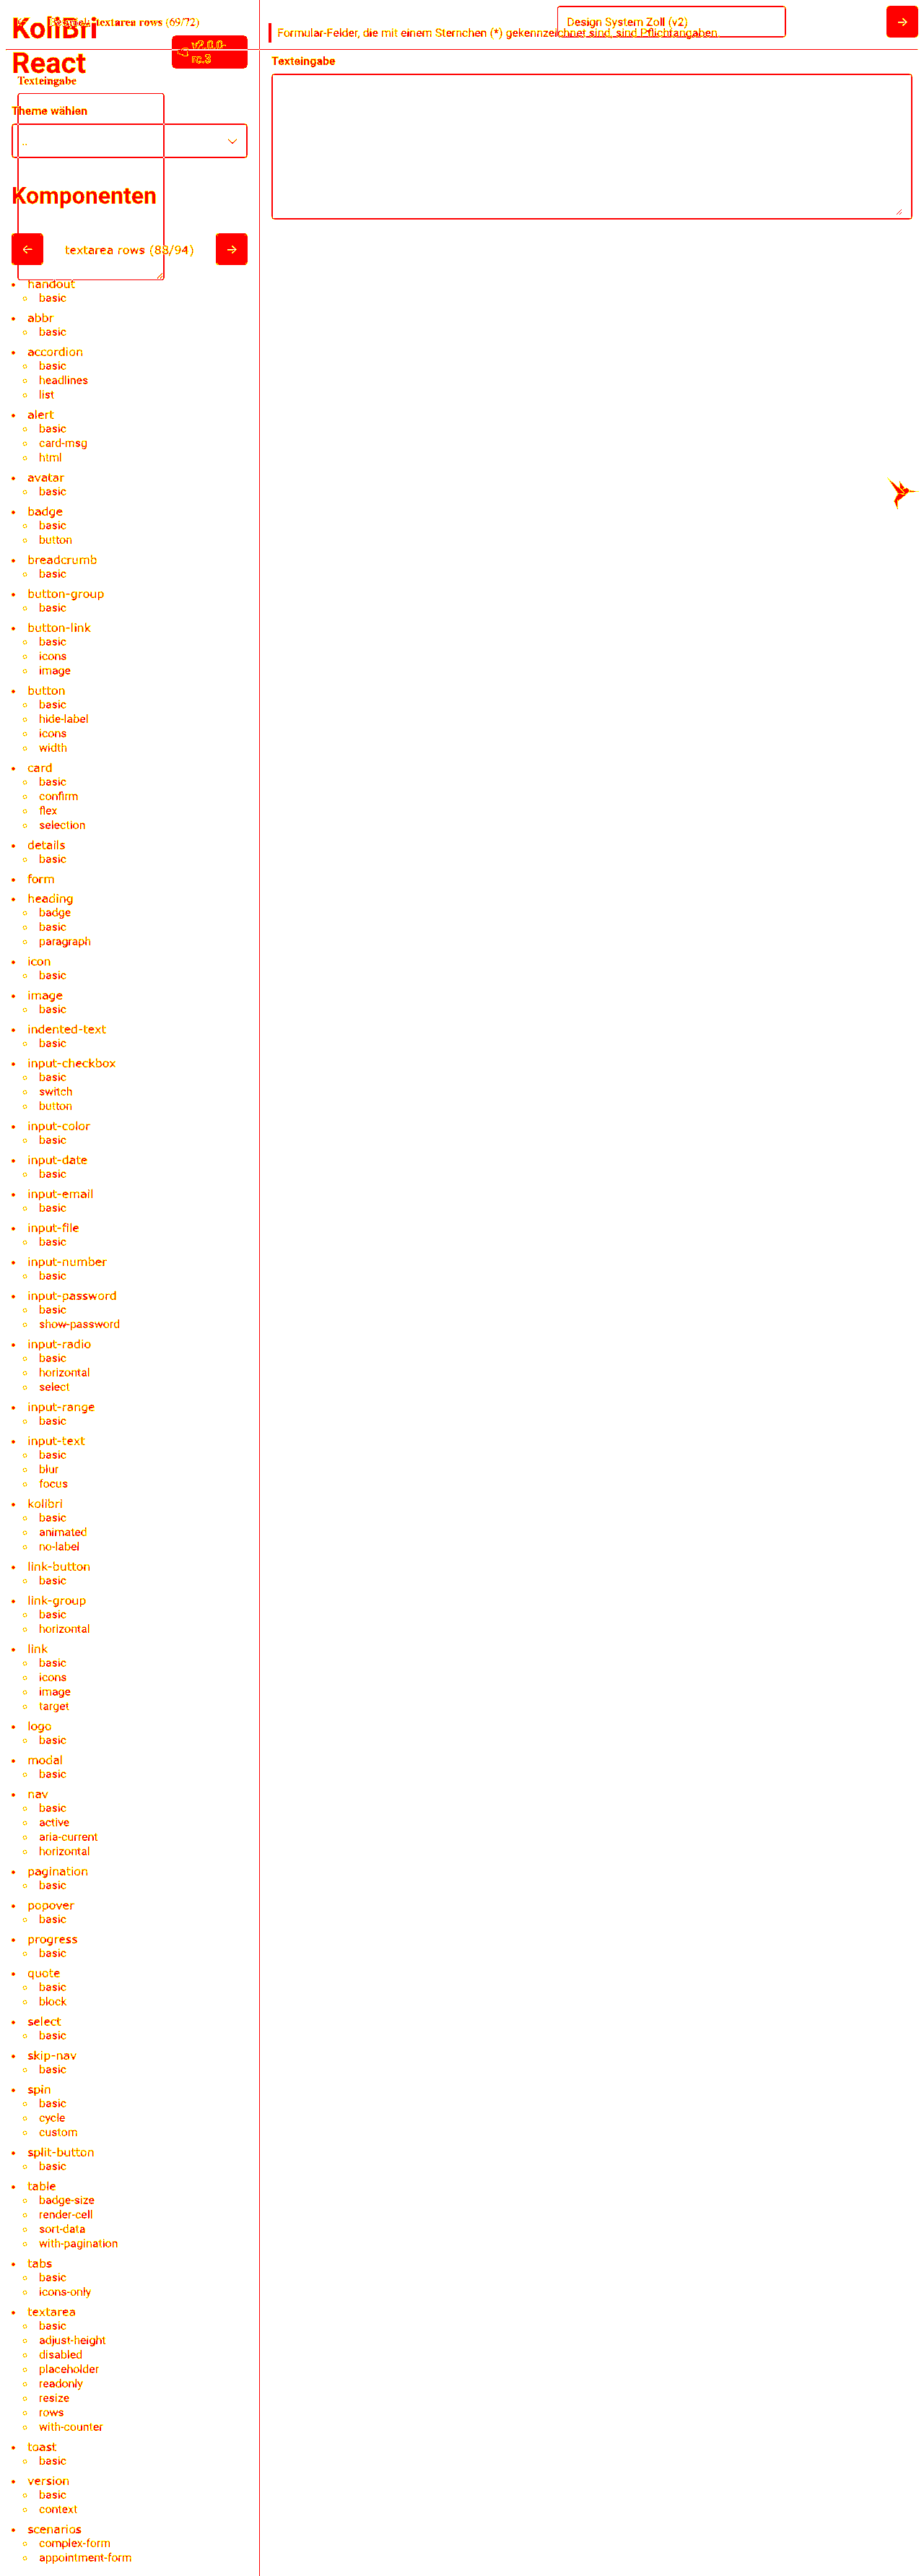 KoliBri
textarea rows (69/72)
Design System Zoll (v2)
Formular-Felder, die mit einem Sternchen (*) gekennzeichnet sind, sind Pflichtangaben.
v2.0.0-
rc.3
React
Texteingabe
Texteingabe
Theme wählen
..
Komponenten
textarea rows (88/94)
handout
basic
abbr
basic
accordion
basic
headlines
list
alert
basic
card-msg
html
avatar
basic
badge
basic
button
breadcrumb
basic
button-group
basic
button-link
basic
icons
image
button
basic
hide-label
icons
width
card
basic
confirm
flex
selection
details
basic
form
heading
badge
basic
paragraph
icon
basic
image
basic
indented-text
basic
input-checkbox
basic
switch
button
input-color
basic
input-date
basic
input-email
basic
input-file
basic
input-number
basic
input-password
basic
show-password
input-radio
basic
horizontal
select
input-range
basic
input-text
basic
blur
focus
kolibri
basic
animated
no-label
link-button
basic
link-group
basic
horizontal
link
basic
icons
image
target
logo
basic
modal
basic
nav
basic
active
aria-current
horizontal
pagination
basic
popover
basic
progress
basic
quote
basic
block
select
basic
skip-nav
basic
spin
basic
cycle
custom
split-button
basic
table
badge-size
render-cell
sort-data
with-pagination
tabs
basic
icons-only
textarea
basic
adjust-height
disabled
placeholder
readonly
resize
rows
with-counter
toast
basic
version
basic
context
scenarios
complex-form
appointment-form